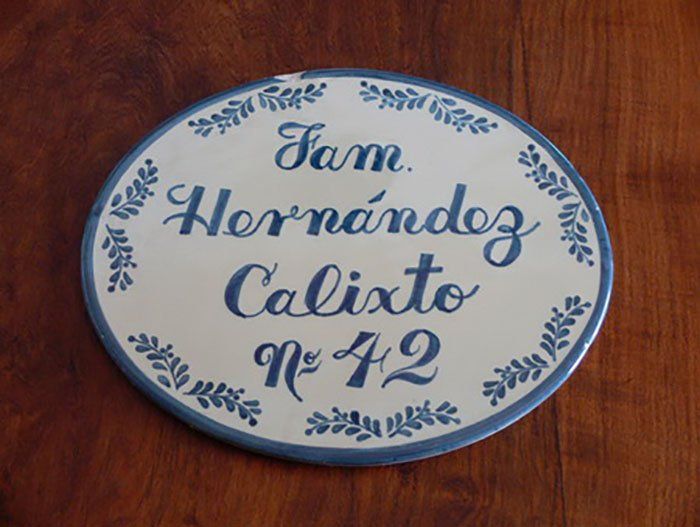 Fam.
Hernández
Calixto
Nº 42